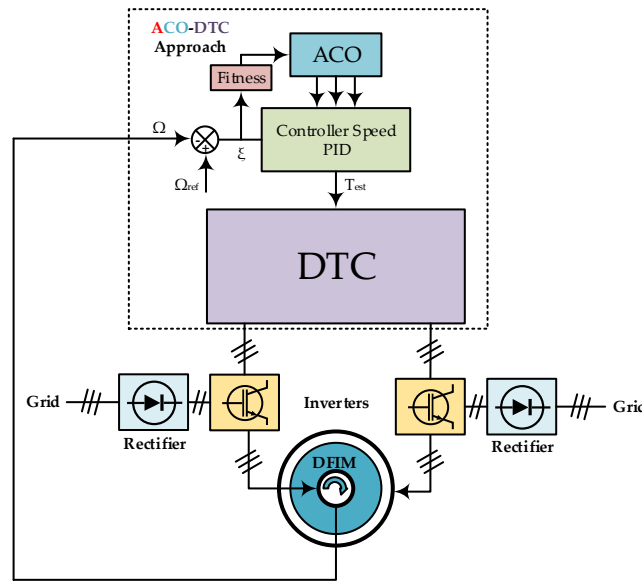 ACO-DTC
Approach
ACO
Fitness
Controller Speed
PID
Ω
-
+
ξ
Ωref
Test
DTC
Grid
Rectifier
Inverters
Rectifier
Grid
DFIM